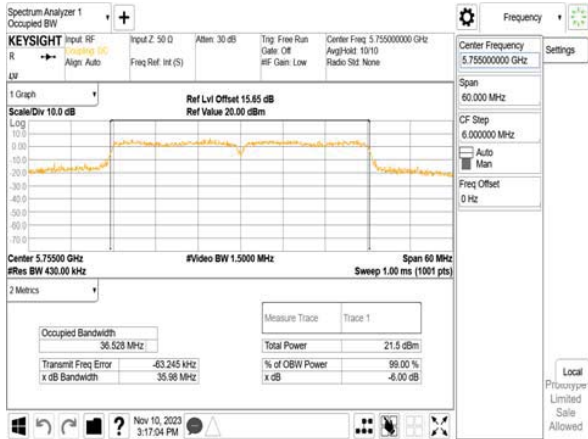 Spectrum Analyzer 1
Occupied BW
Frequency
KEYSIGHT
Input: RF
Coupling: DC
Align: Auto
Input Z: 50 Ω
Freq Ref: Int (S)
Atten: 30 dB
Trig: Free Run
Gate: Off
#IF Gain: Low
Center Freq: 5.755000000 GHz
Avg|Hold: 10/10
Radio Std: None
R
Center Frequency
5.755000000 GHz
Settings
Span
60.000 MHz
CF Step
6.000000 MHz
Auto
Man
Freq Offset
0 Hz
1 Graph
Scale/Div 10.0 dB
Ref Lvl Offset 15.65 dB
Ref Value 20.00 dBm
Log
10.0
0.00
-10.0
-20.0
-30.0
-40.0
-50.0
-60.0
-70.0
Center 5.75500 GHz
#Video BW 1.5000 MHz
Span 60 MHz
#Res BW 430.00 kHz
Sweep 1.00 ms (1001 pts)
2 Metrics
Measure Trace
Trace 1
Occupied Bandwidth
36.528 MHz
Total Power
21.5 dBm
Transmit Freq Error
-63.245 kHz
% of OBW Power
99.00 %
x dB Bandwidth
35.98 MHz
x dB
-6.00 dB
Local
Prototype
Limited
Sale
Allowed
Nov 10, 2023
3:17:04 PM